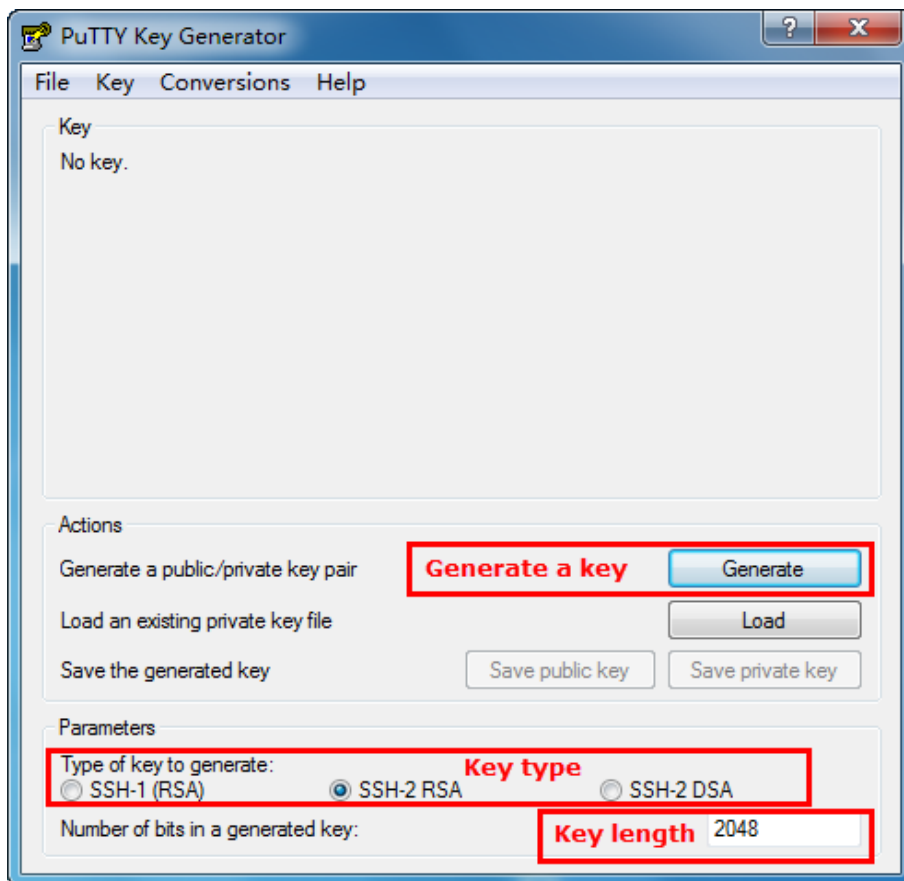 PuTTY Key Generator
File Key Conversions Help
Key
No key.
Actions
Generate a public/private key pair Generate a key Generate
Load an existing private key file Load
Save the generated key Save public key Save private key
Parameters
Type of key to generate: Key type
SSH-1 (RSA) SSH-2 RSA SSH-2 DSA
Number of bits in a generated key: Key length 2048